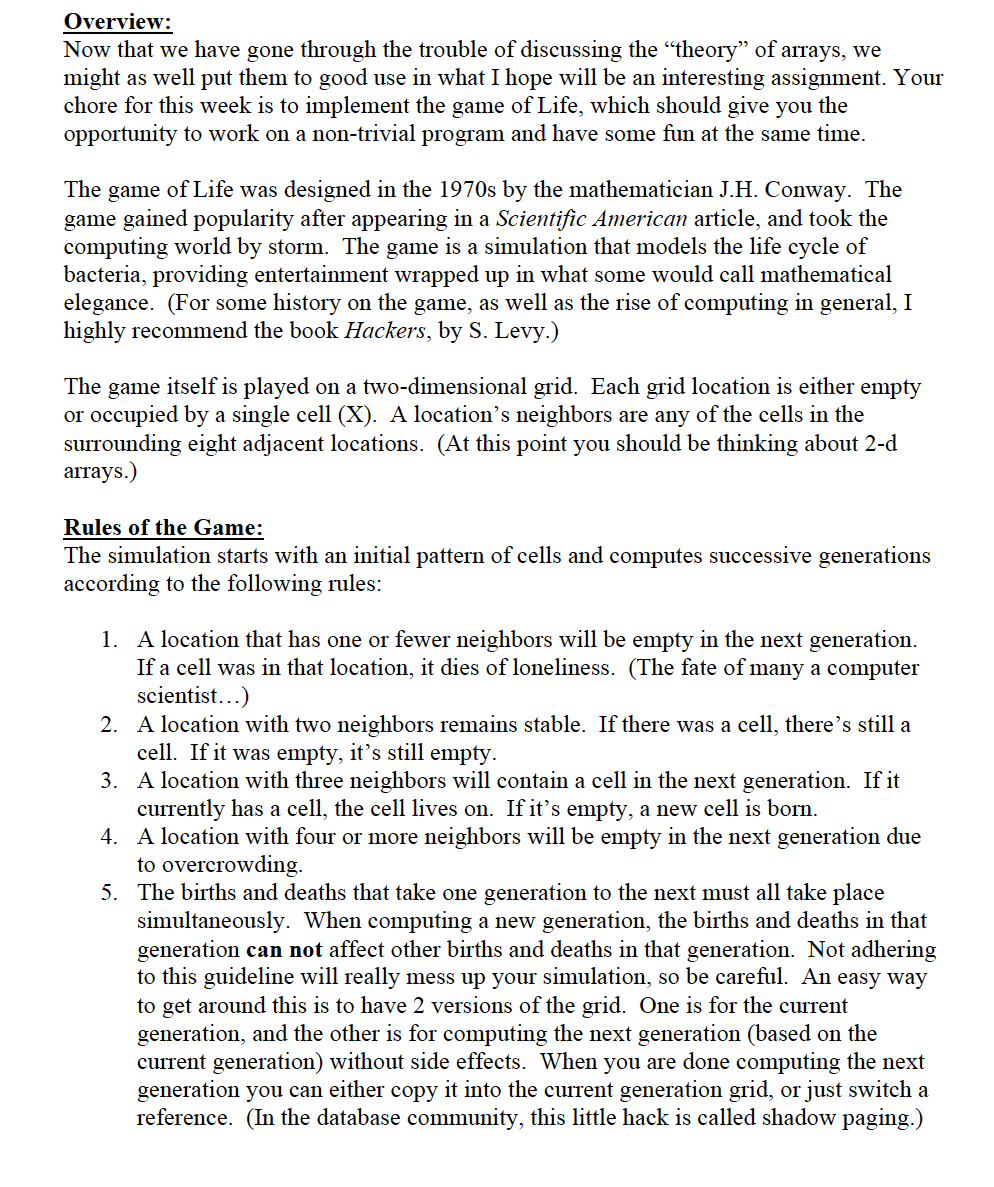 Overview:
Now that we have gone through the trouble of discussing the “theory” of arrays, we
might as well put them to good use in what I hope will be an interesting assignment. Your
chore for this week is to implement the game of Life, which should give you the
opportunity to work on a non-trivial program and have some fun at the same time.
The game of Life was designed in the 1970s by the mathematician J.H. Conway. The
game gained popularity after appearing in a Scientific American article, and took the
computing world by storm. The game is a simulation that models the life cycle of
bacteria, providing entertainment wrapped up in what some would call mathematical
elegance. (For some history on the game, as well as the rise of computing in general, I
highly recommend the book Hackers, by S. Levy.)
The game itself is played on a two-dimensional grid. Each grid location is either empty
or occupied by a single cell (X). A location’s neighbors are any of the cells in the
surrounding eight adjacent locations. (At this point you should be thinking about 2-d
arrays.)
Rules of the Game:
The simulation starts with an initial pattern of cells and computes successive generations
according to the following rules:
1. A location that has one or fewer neighbors will be empty in the next generation.
If a cell was in that location, it dies of loneliness. (The fate of many a computer
scientist…)
2. A location with two neighbors remains stable. If there was a cell, there’s still a
cell. If it was empty, it’s still empty.
3. A location with three neighbors will contain a cell in the next generation. If it
currently has a cell, the cell lives on. If it’s empty, a new cell is born.
4. A location with four or more neighbors will be empty in the next generation due
to overcrowding.
5. The births and deaths that take one generation to the next must all take place
simultaneously. When computing a new generation, the births and deaths in that
generation can not affect other births and deaths in that generation. Not adhering
to this guideline will really mess up your simulation, so be careful. An easy way
to get around this is to have 2 versions of the grid. One is for the current
generation, and the other is for computing the next generation (based on the
current generation) without side effects. When you are done computing the next
generation you can either copy it into the current generation grid, or just switch a
reference. (In the database community, this little hack is called shadow paging.)